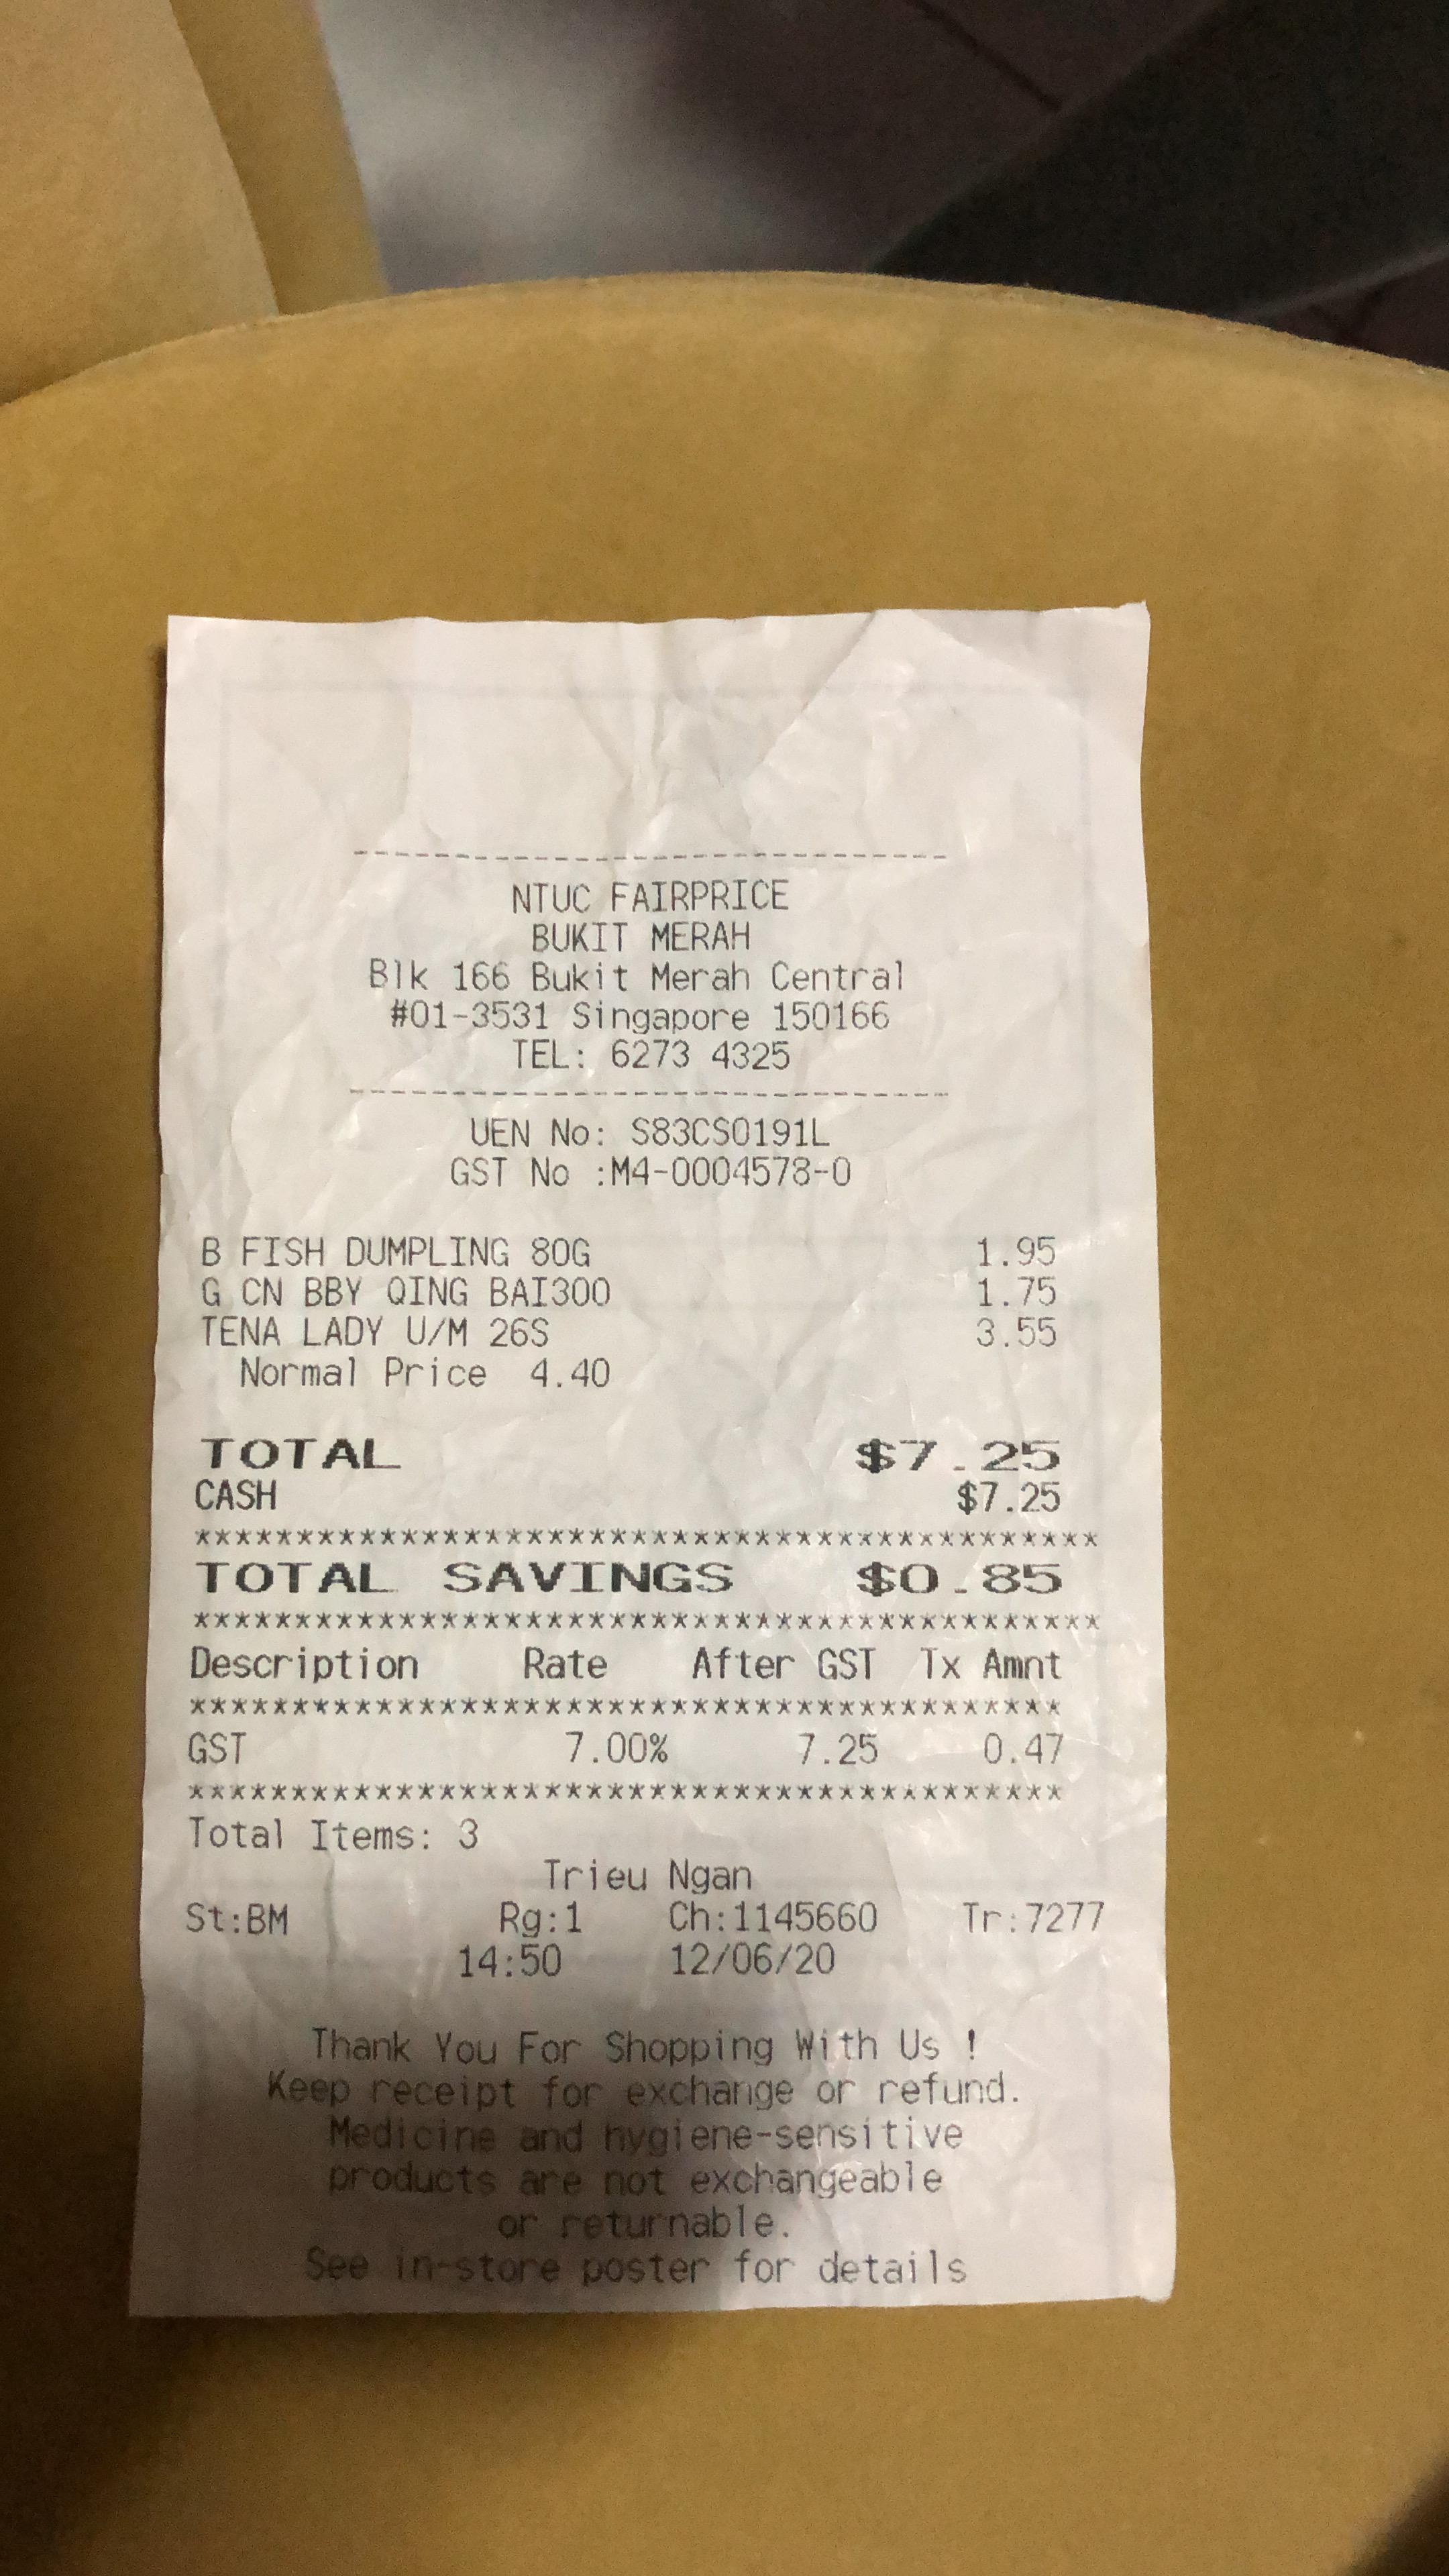 ------------------------------
NTUC FAIRPRICE
BUKIT MERAH
Blk 166 Bukit Merah Central
#01-3531 Singapore 150166
TEL: 6273 4325
------------------------------
UEN No: S83CS0191L
GST No :M4-0004578-0
B FISH DUMPLING 80G 1.95
G CN BBY QING BAI300 1.75
TENA LADY U/M 26S 3.55
Normal Price 4.40
TOTAL $7.25
CASH $7.25
********************************************
TOTAL SAVINGS $0.85
********************************************
Description Rate After GST Tx Amnt
*******************************************
GST 7.00% 7.25 0.47
*******************************************
Total Items: 3
Trieu Ngan
St:BM Rg:1 Ch:1145660 Tr:7277
14:50 12/06/20
Thank You For Shopping With Us !
Keep receipt for exchange or refund.
Medicine and hygiene-sensitive
products are not exchangeable
or returnable.
See in-store poster for details